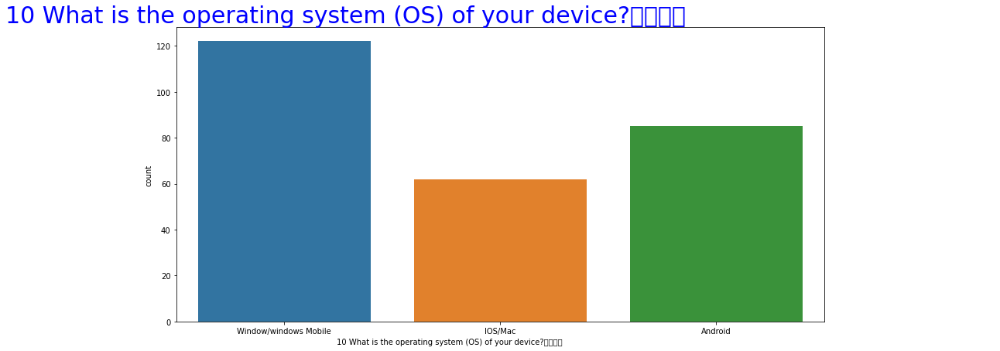 10 What is the operating system (OS) of your device?
120
100
80
60
40
20
0
count
Window/windows Mobile
IOS/Mac
Android
10 What is the operating system (OS) of your device?